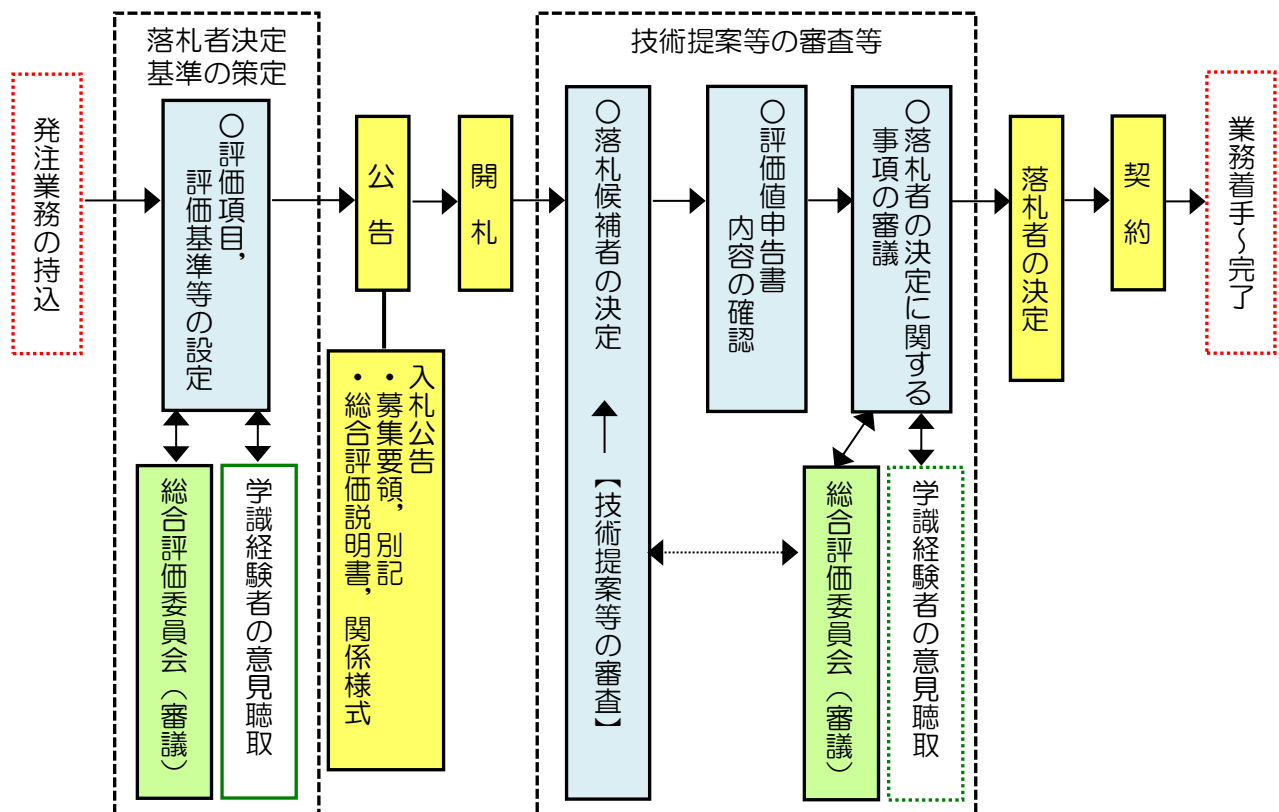 発注業務の持込
落札者決定
基準の策定
〇評価項目，
評価基準等の設定
総合評価委員会（審議）
学識経験者の意見聴取
公告
入札公告
・募集要領，別記
・総合評価説明書，関係様式
開札
技術提案等の審査等
〇落札候補者の決定
【技術提案等の審査】
〇評価値申告書
内容の確認
〇落札者の決定に関する
事項の審議
総合評価委員会（審議）
学識経験者の意見聴取
落札者の決定
契約
業務着手～完了